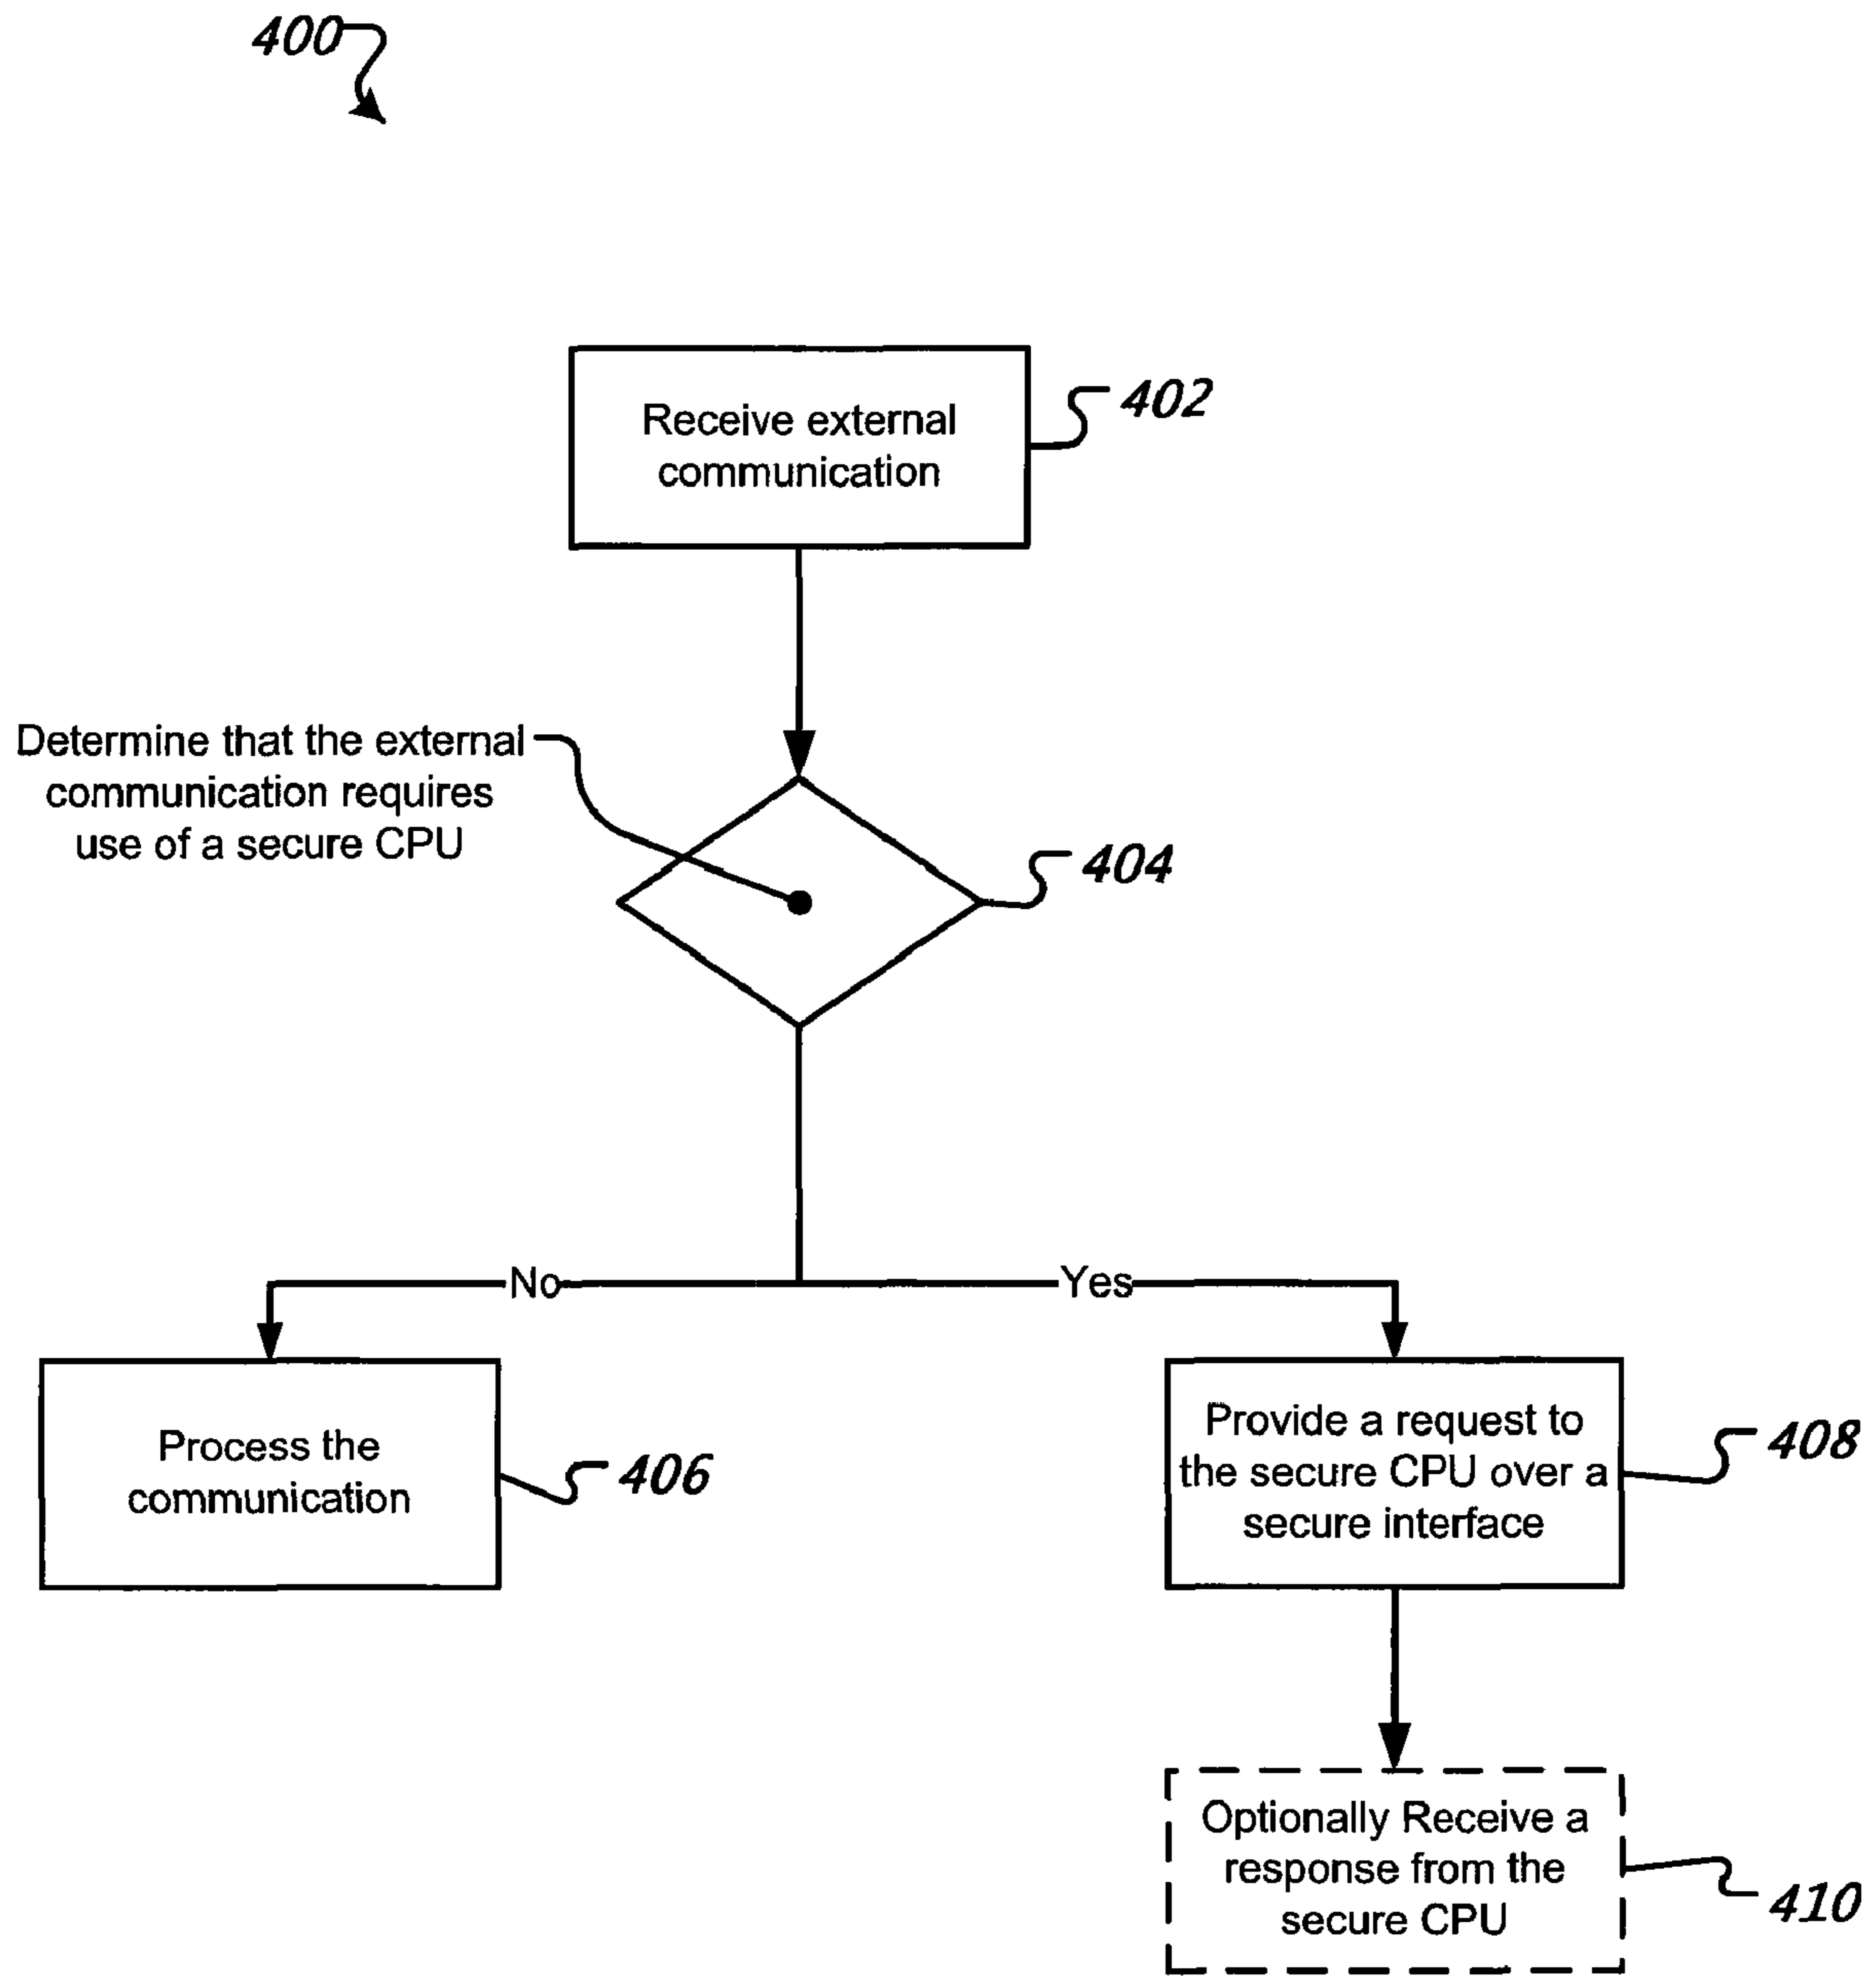 400
Receive external
communication
402
Determine that the external
communication requires
use of a secure CPU
404
No
Yes
Process the
communication
406
Provide a request to
the secure CPU over a
secure interface
408
Optionally Receive a
response from the
secure CPU
410